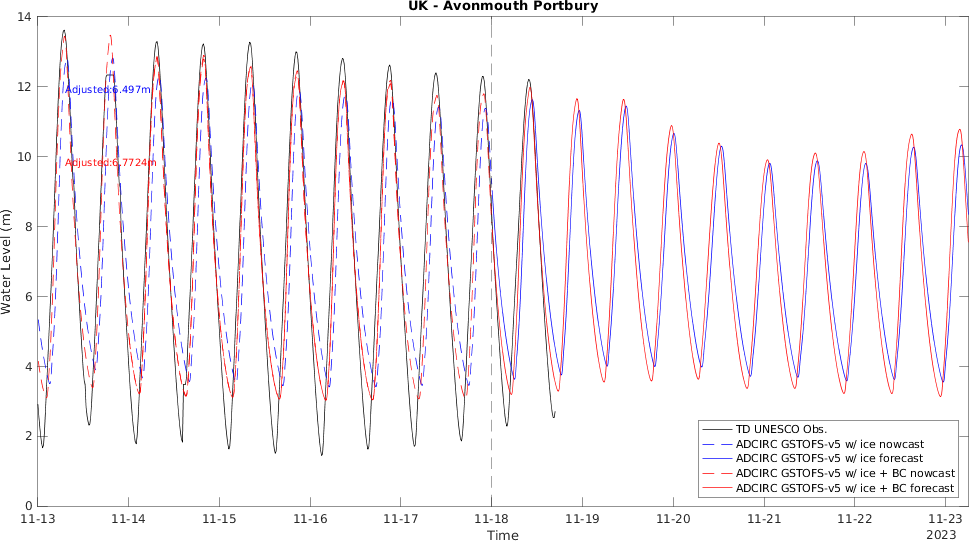 UK - Avonmouth Portbury
14
12
10
8
6
4
2
0
Water Level (m)
Adjusted:6.497m
Adjusted:6.7724m
TD UNESCO Obs.
ADCIRC GSTOFS-v5 w/ ice nowcast
ADCIRC GSTOFS-v5 w/ ice forecast
ADCIRC GSTOFS-v5 w/ ice + BC nowcast
ADCIRC GSTOFS-v5 w/ ice + BC forecast
11-13 11-14 11-15 11-16 11-17 11-18 11-19 11-20 11-21 11-22 11-23
Time 2023